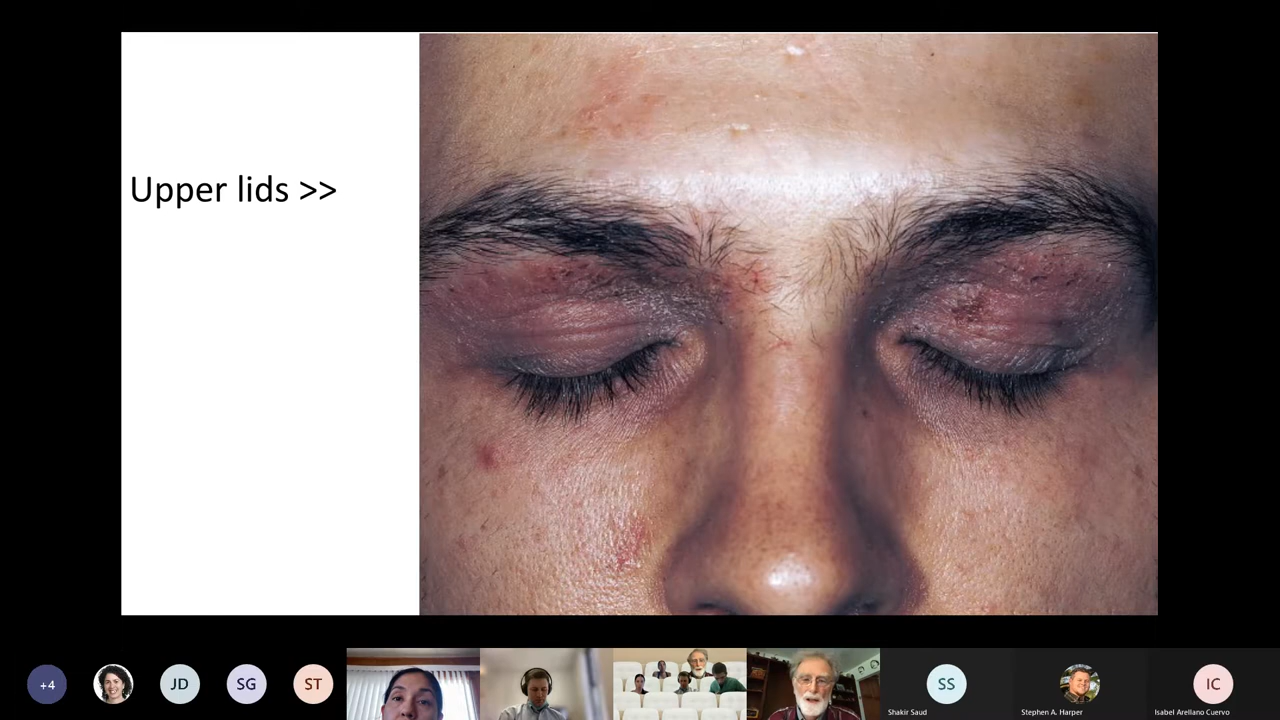 Upper lids >>
+4
JD
SG
ST
SS
IC
Shakir Saud
Stephen A. Harper
Isabel Arellano Cuervo